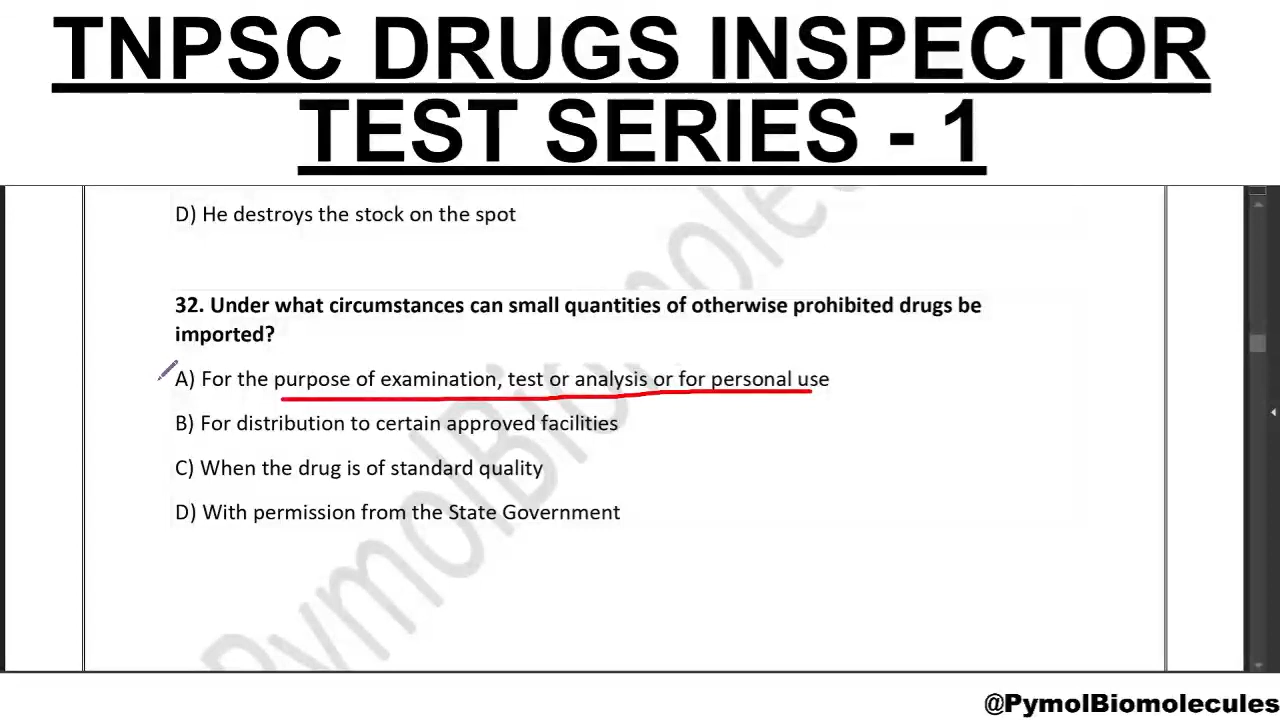 TNPSC DRUGS INSPECTOR
TEST SERIES - 1
D) He destroys the stock on the spot
32. Under what circumstances can small quantities of otherwise prohibited drugs be
imported?
A) For the purpose of examination, test or analysis or for personal use
B) For distribution to certain approved facilities
C) When the drug is of standard quality
D) With permission from the State Government
PymolBiomolec
@PymolBiomolecules